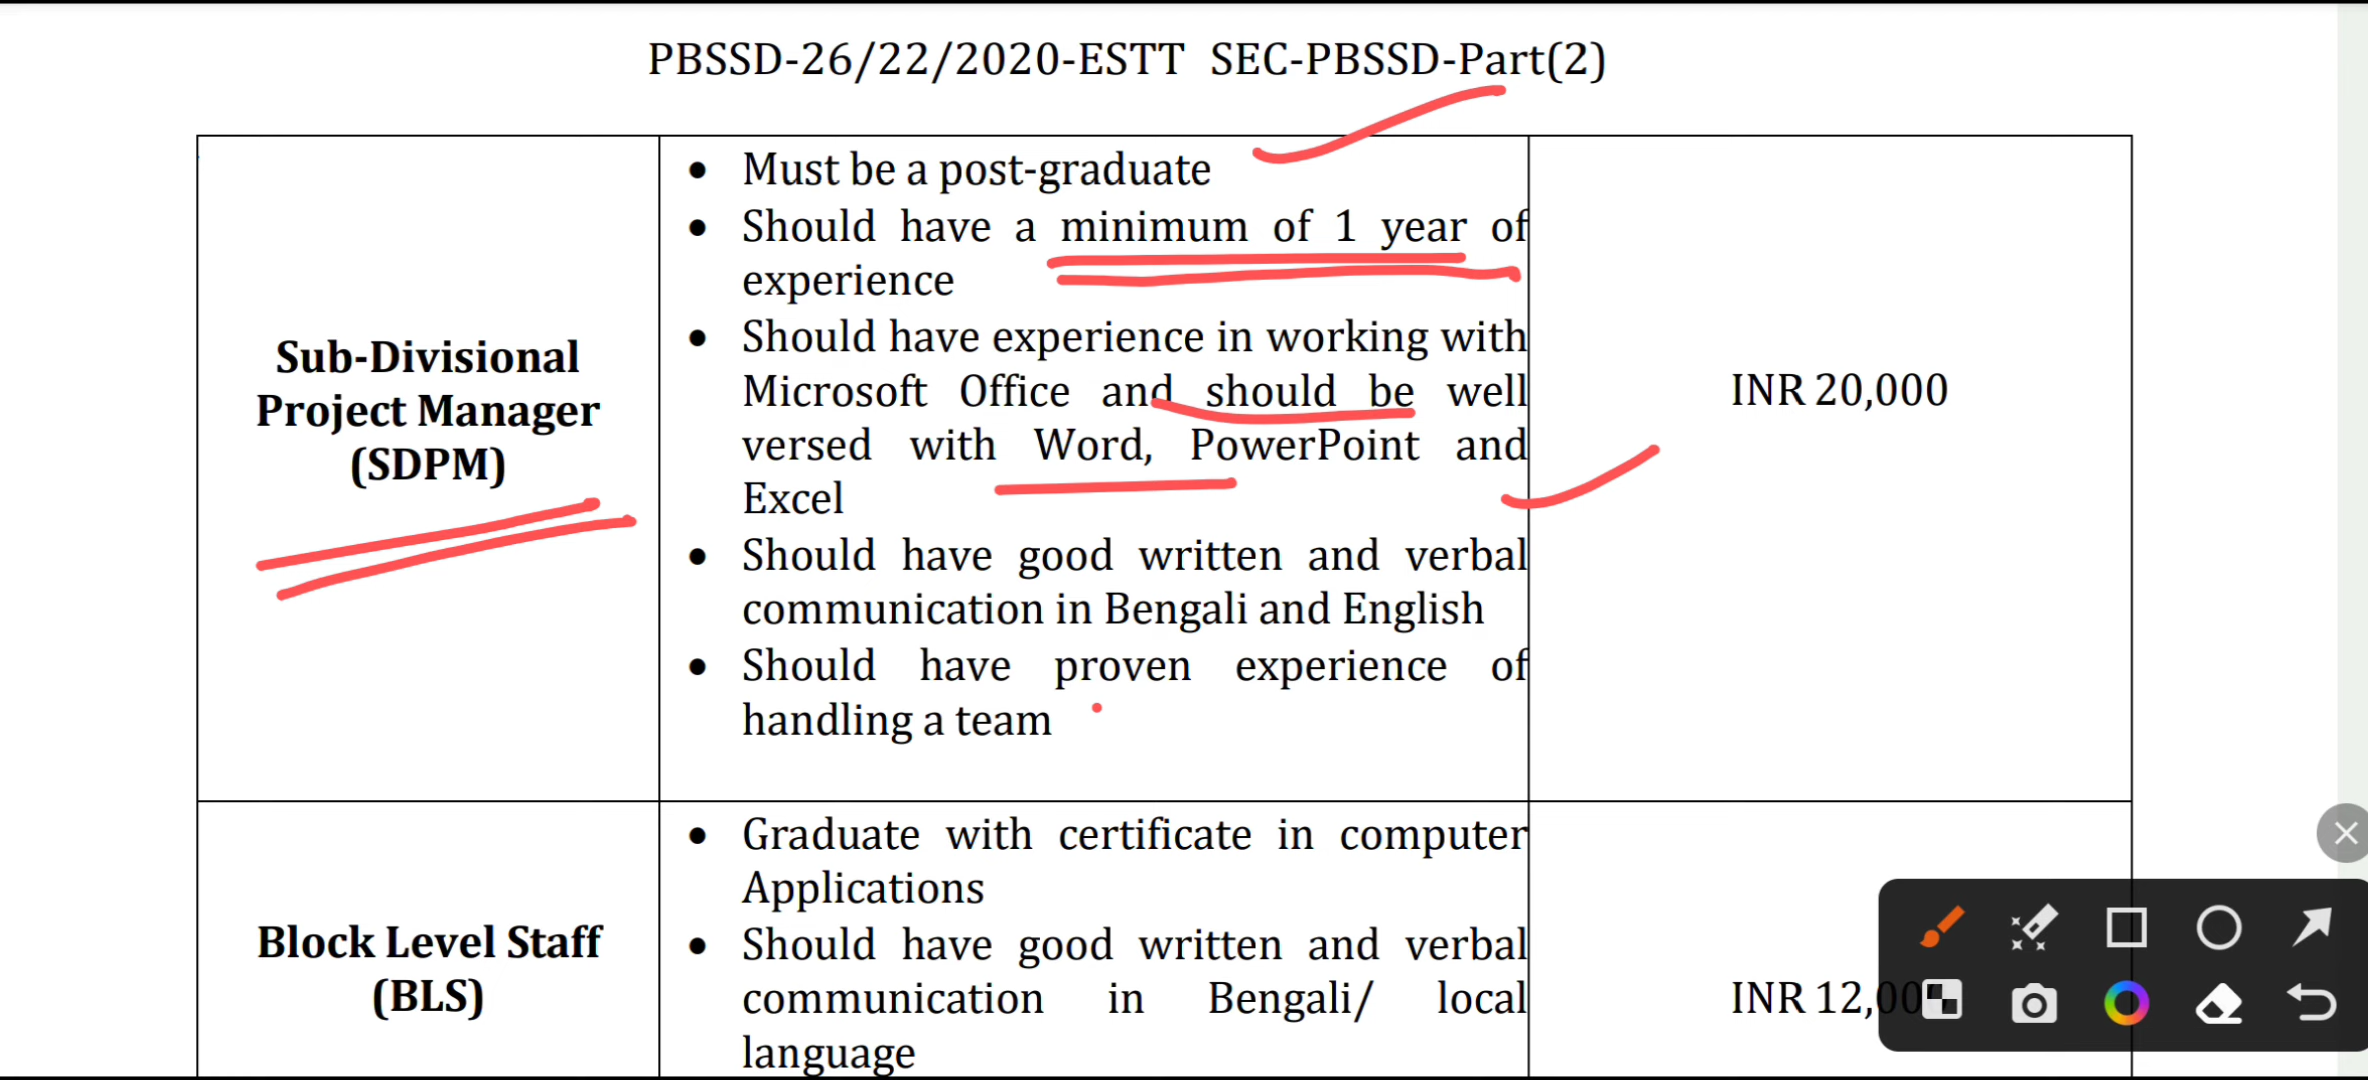 PBSSD-26/22/2020-ESTT SEC-PBSSD-Part(2)
Sub-Divisional
Project Manager
(SDPM)
• Must be a post-graduate
• Should have a minimum of 1 year of
experience
• Should have experience in working with
Microsoft Office and should be well
versed with Word, PowerPoint and
Excel
• Should have good written and verbal
communication in Bengali and English
• Should have proven experience of
handling a team
INR 20,000
Block Level Staff
(BLS)
• Graduate with certificate in computer
Applications
• Should have good written and verbal
communication in Bengali/ local
language
INR 12,00